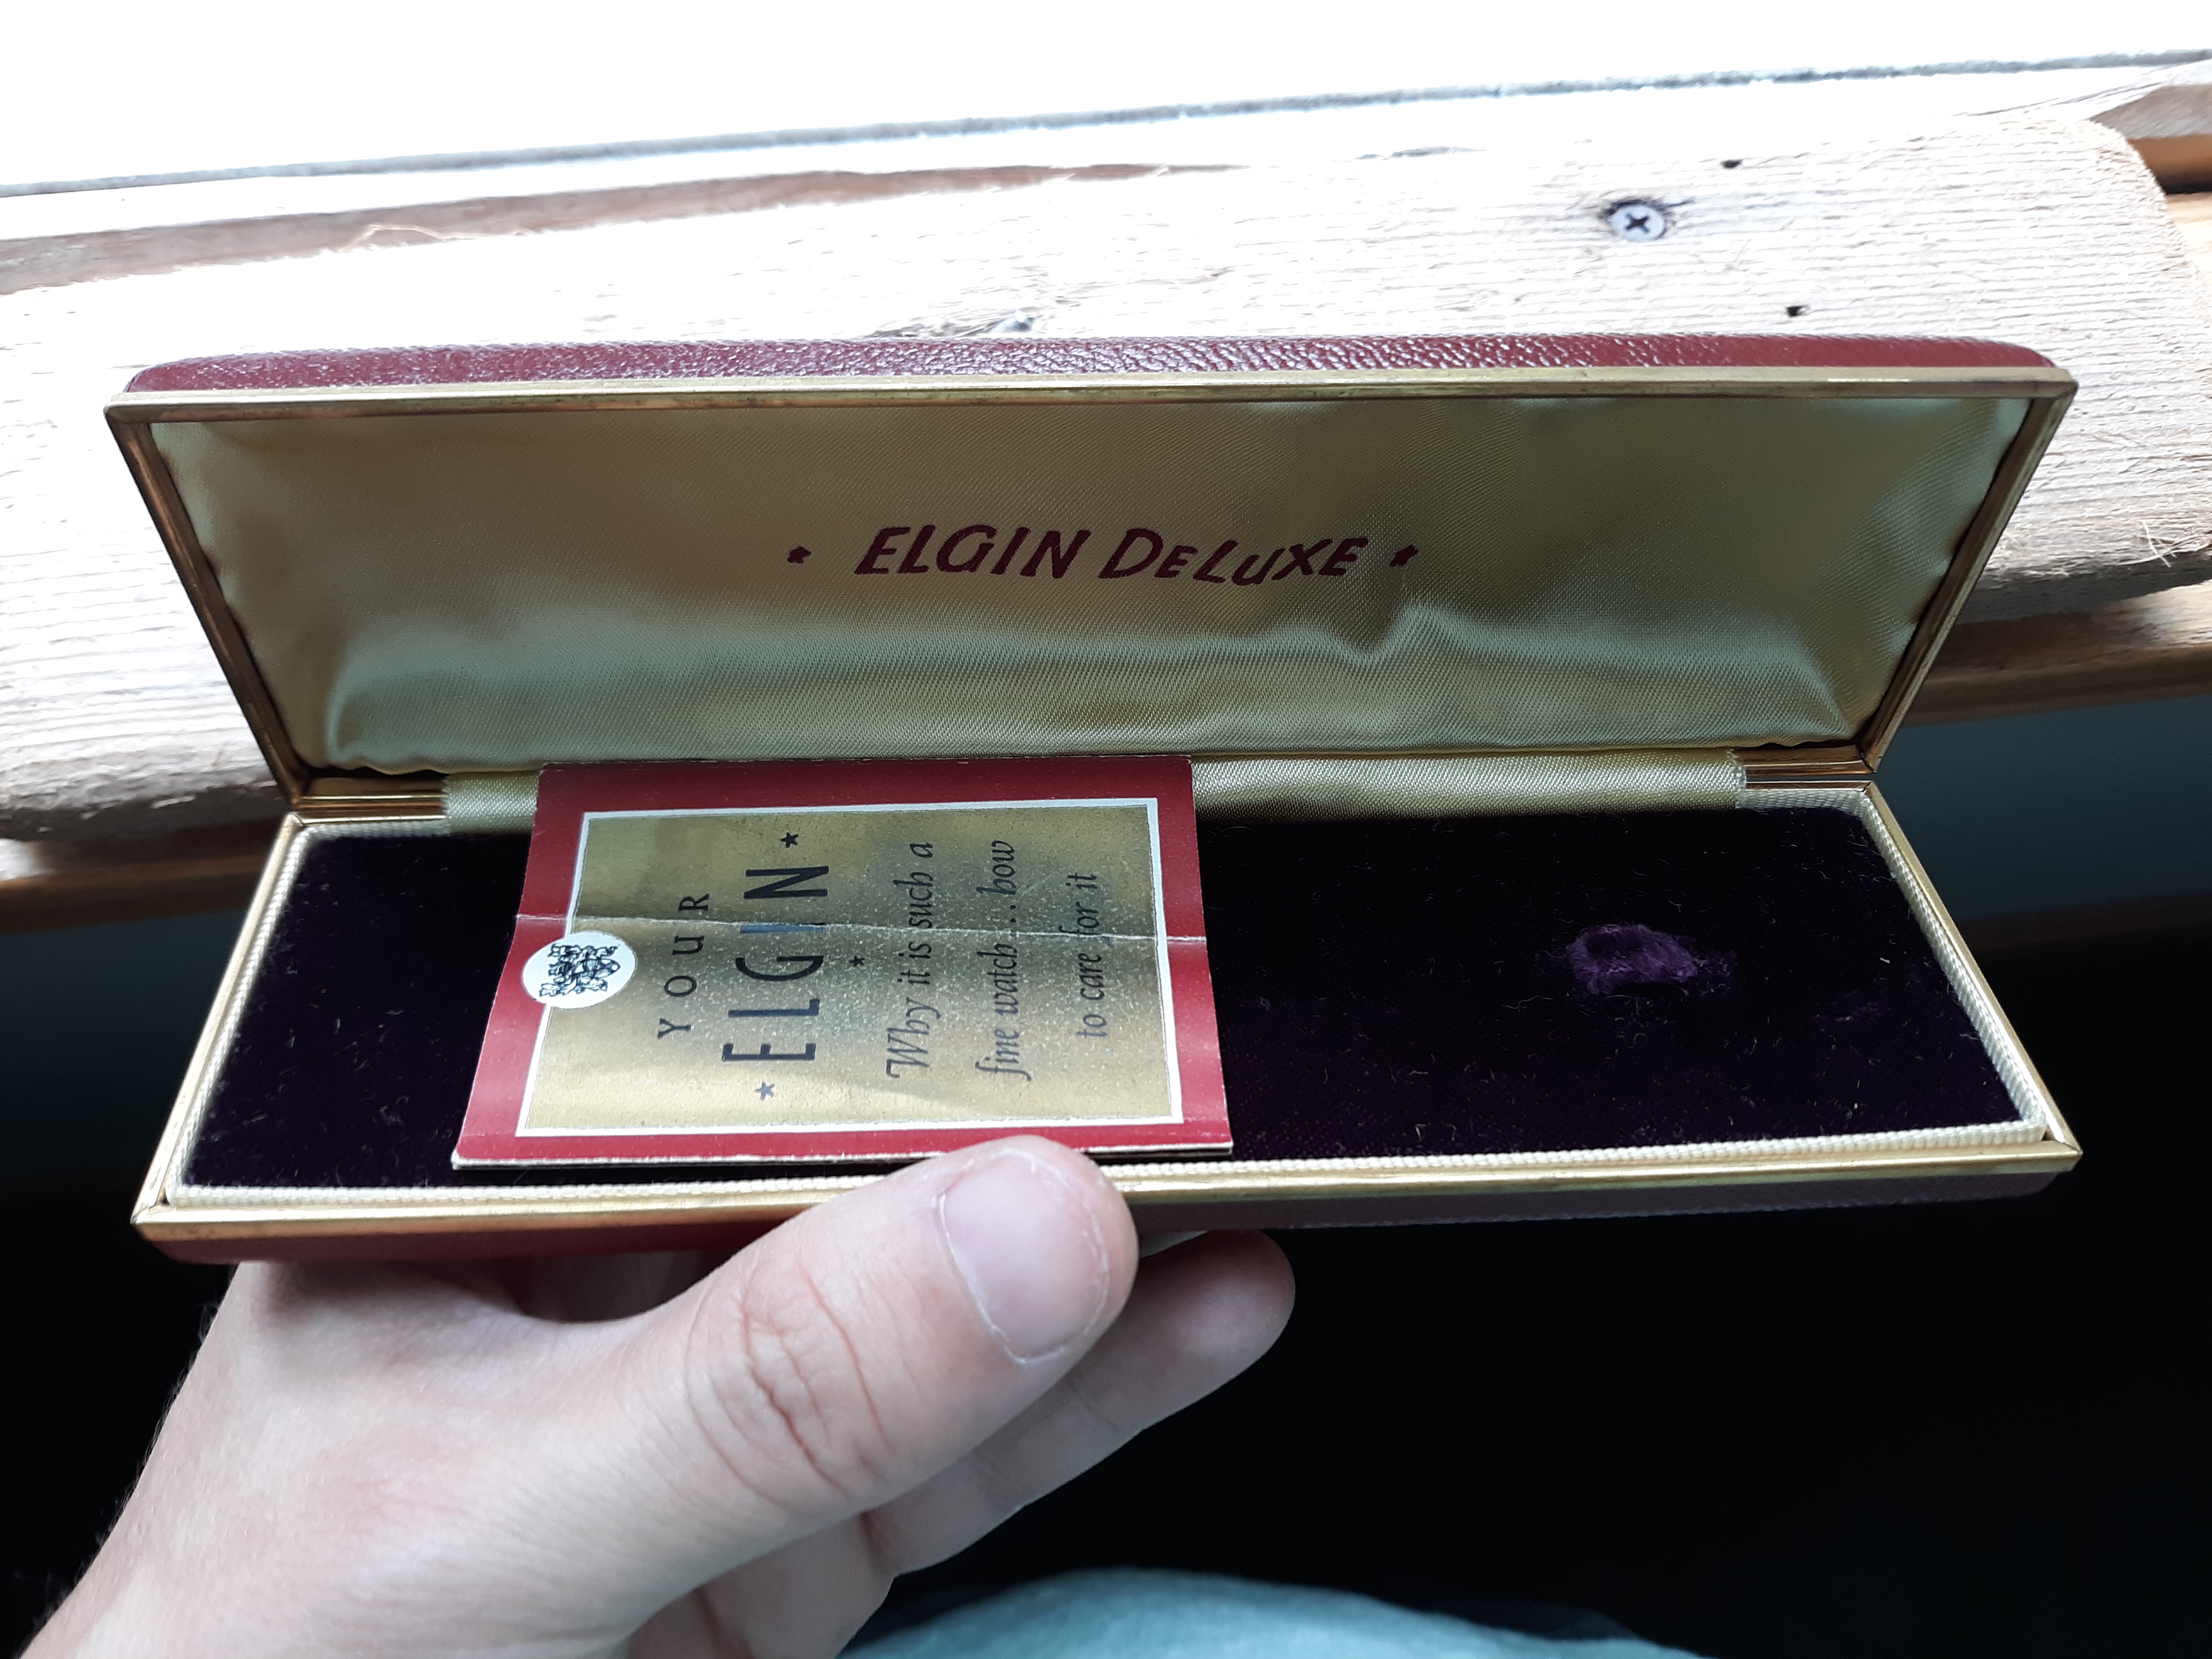 ★ ELGIN DELUXE ★
YOUR
★ ELGIN ★
★
Why it is such a
fine watch... how
to care for it